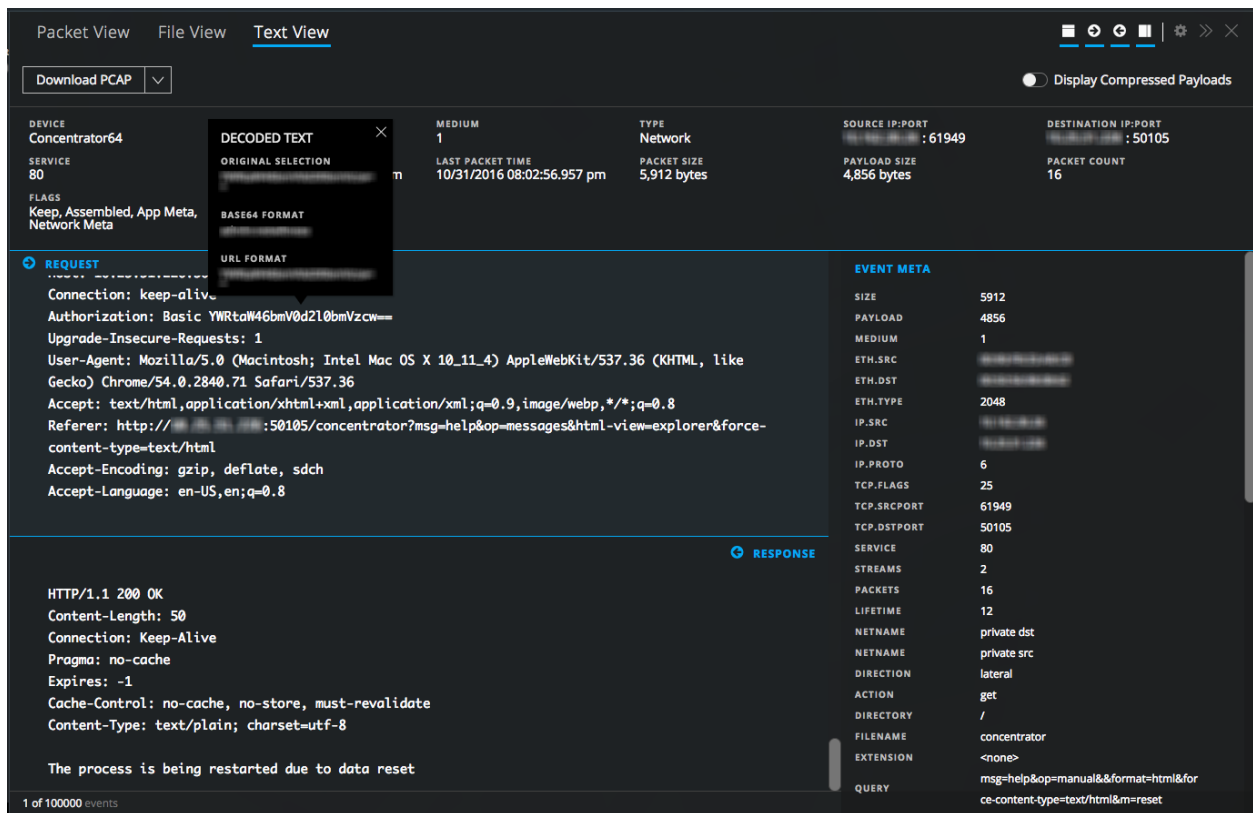 Packet View File View Text View
Download PCAP
Display Compressed Payloads
DEVICE
Concentrator64
MEDIUM
1
TYPE
Network
SOURCE IP:PORT
: 61949
DESTINATION IP:PORT
: 50105
SERVICE
80
m
LAST PACKET TIME
10/31/2016 08:02:56.957 pm
PACKET SIZE
5,912 bytes
PAYLOAD SIZE
4,856 bytes
PACKET COUNT
16
FLAGS
Keep, Assembled, App Meta,
Network Meta
DECODED TEXT
ORIGINAL SELECTION
BASE64 FORMAT
URL FORMAT
REQUEST
Connection: keep-alive
Authorization: Basic YWRtaW46bmV0d2l0bmVzcw==
Upgrade-Insecure-Requests: 1
User-Agent: Mozilla/5.0 (Macintosh; Intel Mac OS X 10_11_4) AppleWebKit/537.36 (KHTML, like
Gecko) Chrome/54.0.2840.71 Safari/537.36
Accept: text/html,application/xhtml+xml,application/xml;q=0.9,image/webp,*/*;q=0.8
Referer: http:// :50105/concentrator?msg=help&op=messages&html-view=explorer&force-
content-type=text/html
Accept-Encoding: gzip, deflate, sdch
Accept-Language: en-US,en;q=0.8
RESPONSE
HTTP/1.1 200 OK
Content-Length: 50
Connection: Keep-Alive
Pragma: no-cache
Expires: -1
Cache-Control: no-cache, no-store, must-revalidate
Content-Type: text/plain; charset=utf-8
The process is being restarted due to data reset
1 of 100000 events
EVENT META
SIZE 5912
PAYLOAD 4856
MEDIUM 1
ETH.SRC
ETH.DST
ETH.TYPE 2048
IP.SRC
IP.DST
IP.PROTO 6
TCP.FLAGS 25
TCP.SRCPORT 61949
TCP.DSTPORT 50105
SERVICE 80
STREAMS 2
PACKETS 16
LIFETIME 12
NETNAME private dst
NETNAME private src
DIRECTION lateral
ACTION get
DIRECTORY /
FILENAME concentrator
EXTENSION <none>
QUERY msg=help&op=manual&&format=html&for
ce-content-type=text/html&m=reset